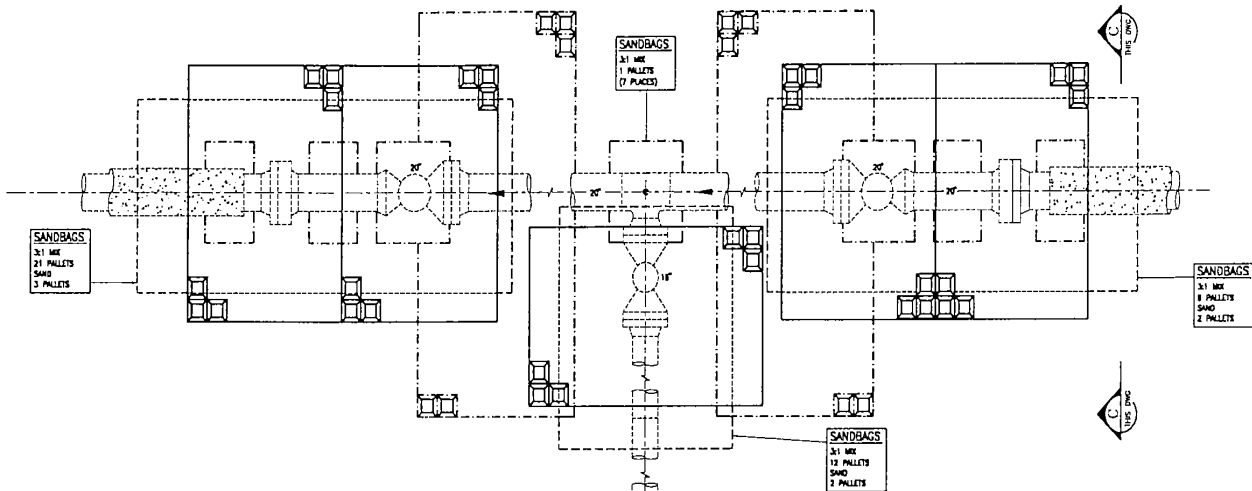 SANDBAGS
3:1 MIX
1 PALLETS
(7 PLACES)
C
THIS DWG
20"
20"
20"
20"
SANDBAGS
3:1 MIX
21 PALLETS
SAND
3 PALLETS
18"
SANDBAGS
3:1 MIX
8 PALLETS
SAND
2 PALLETS
C
THIS DWG
SANDBAGS
3:1 MIX
12 PALLETS
SAND
2 PALLETS